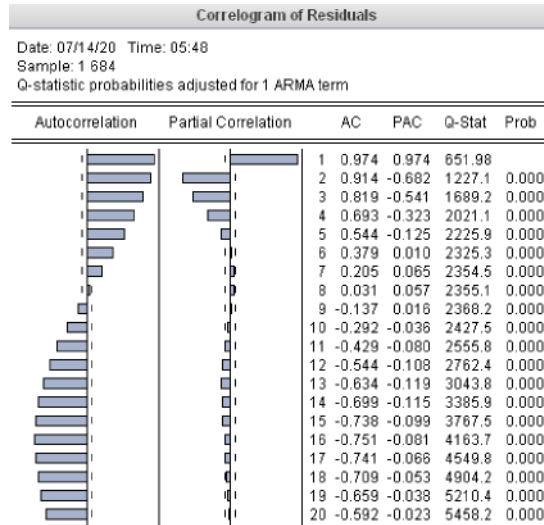 Correlogram of Residuals
Date: 07/14/20 Time: 05:48
Sample: 1 684
Q-statistic probabilities adjusted for 1 ARMA term
Autocorrelation Partial Correlation AC PAC Q-Stat Prob
1 0.974 0.974 651.98
2 0.914 -0.682 1227.1 0.000
3 0.819 -0.541 1689.2 0.000
4 0.693 -0.323 2021.1 0.000
5 0.544 -0.125 2225.9 0.000
6 0.379 0.010 2325.3 0.000
7 0.205 0.065 2354.5 0.000
8 0.031 0.057 2355.1 0.000
9 -0.137 0.016 2368.2 0.000
10 -0.292 -0.036 2427.5 0.000
11 -0.429 -0.080 2555.8 0.000
12 -0.544 -0.108 2762.4 0.000
13 -0.634 -0.119 3043.8 0.000
14 -0.699 -0.115 3385.9 0.000
15 -0.738 -0.099 3767.5 0.000
16 -0.751 -0.081 4163.7 0.000
17 -0.741 -0.066 4549.8 0.000
18 -0.709 -0.053 4904.2 0.000
19 -0.659 -0.038 5210.4 0.000
20 -0.592 -0.023 5458.2 0.000